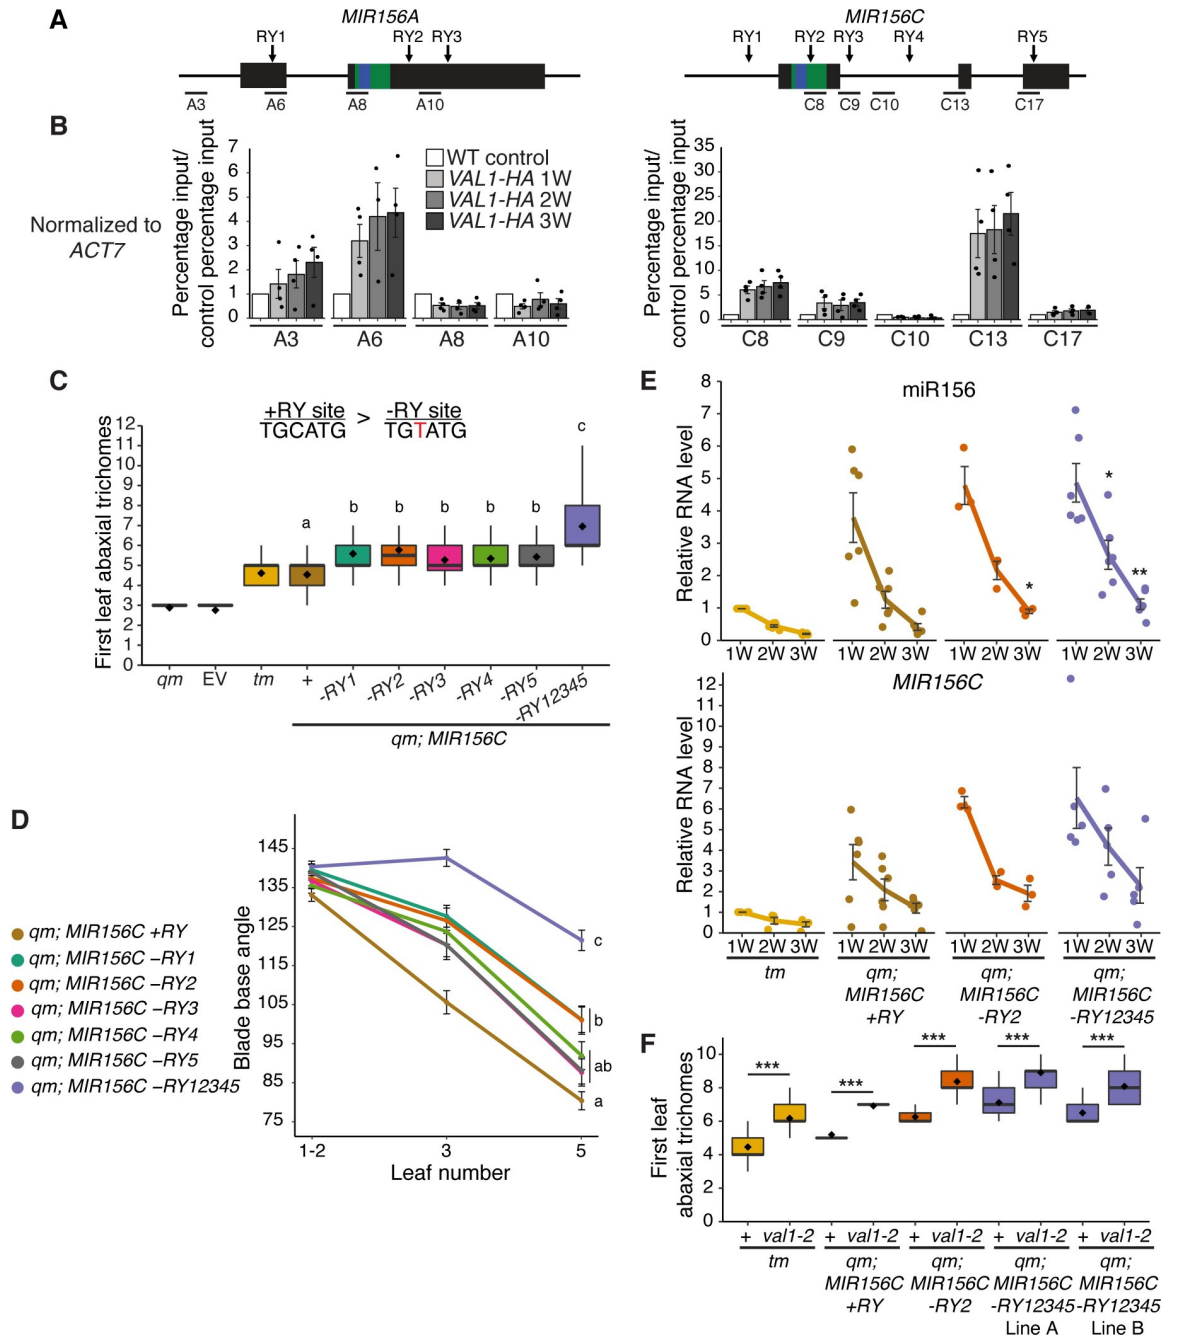 A
MIR156A
MIR156C
RY1
RY2 RY3
RY1
RY2 RY3
RY4
RY5
A3
A6
A8
A10
C8 C9 C10
C13
C17
B
Normalized to
ACT7
Percentage input/
control percentage input
7
6
5
4
3
2
1
0
WT control
VAL1-HA 1W
VAL1-HA 2W
VAL1-HA 3W
A3
A6
A8
A10
Percentage input/
control percentage input
35
30
25
20
15
10
5
0
C8
C9
C10
C13
C17
C
+RY site > -RY site
TGCATG TGTATG
First leaf abaxial trichomes
12
11
10
9
8
7
6
5
4
3
2
1
0
a
b
b
b
b
b
c
qm
EV
tm
+
-RY1
-RY2
-RY3
-RY4
-RY5
-RY12345
qm; MIR156C
D
qm; MIR156C +RY
qm; MIR156C −RY1
qm; MIR156C −RY2
qm; MIR156C −RY3
qm; MIR156C −RY4
qm; MIR156C −RY5
qm; MIR156C −RY12345
Blade base angle
145
135
125
115
105
95
85
75
c
b
ab
a
1-2
3
5
Leaf number
E
miR156
Relative RNA level
8
7
6
5
4
3
2
1
0
*
*
**
1W 2W 3W
1W 2W 3W
1W 2W 3W
1W 2W 3W
MIR156C
Relative RNA level
12
11
10
9
8
7
6
5
4
3
2
1
0
1W 2W 3W
1W 2W 3W
1W 2W 3W
1W 2W 3W
tm
qm;
MIR156C
+RY
qm;
MIR156C
-RY2
qm;
MIR156C
-RY12345
F
First leaf
abaxial trichomes
10
8
6
4
2
0
***
***
***
***
***
+ val1-2
+ val1-2
+ val1-2
+ val1-2
+ val1-2
tm
qm;
MIR156C
+RY
qm;
MIR156C
-RY2
qm;
MIR156C
-RY12345
Line A
qm;
MIR156C
-RY12345
Line B